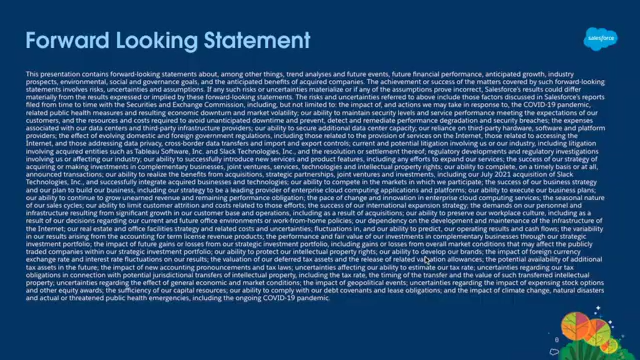 Forward Looking Statement
salesforce
This presentation contains forward-looking statements about, among other things, trend analyses and future events, future financial performance, anticipated growth, industry
prospects, environmental, social and governance goals, and the anticipated benefits of acquired companies. The achievement or success of the matters covered by such forward-looking
statements involves risks, uncertainties and assumptions. If any such risks or uncertainties materialize or if any of the assumptions prove incorrect, Salesforce's results could differ
materially from the results expressed or implied by these forward-looking statements. The risks and uncertainties referred to above include those factors discussed in Salesforce's reports
filed from time to time with the Securities and Exchange Commission, including, but not limited to: the impact of, and actions we may take in response to, the COVID-19 pandemic,
related public health measures and resulting economic downturn and market volatility; our ability to maintain security levels and service performance meeting the expectations of our
customers, and the resources and costs required to avoid unanticipated downtime and prevent, detect and remediate performance degradation and security breaches; the expenses
associated with our data centers and third-party infrastructure providers; our ability to secure additional data center capacity; our reliance on third-party hardware, software and platform
providers; the effect of evolving domestic and foreign government regulations, including those related to the provision of services on the Internet, those related to accessing the
Internet, and those addressing data privacy, cross-border data transfers and import and export controls; current and potential litigation involving us or our industry, including litigation
involving acquired entities such as Tableau Software, Inc. and Slack Technologies, Inc., and the resolution or settlement thereof; regulatory developments and regulatory investigations
involving us or affecting our industry; our ability to successfully introduce new services and product features, including any efforts to expand our services; the success of our strategy of
acquiring or making investments in complementary businesses, joint ventures, services, technologies and intellectual property rights; our ability to complete, on a timely basis or at all,
announced transactions; our ability to realize the benefits from acquisitions, strategic partnerships, joint ventures and investments, including our July 2021 acquisition of Slack
Technologies, Inc., and successfully integrate acquired businesses and technologies; our ability to compete in the markets in which we participate; the success of our business strategy
and our plan to build our business, including our strategy to be a leading provider of enterprise cloud computing applications and platforms; our ability to execute our business plans;
our ability to continue to grow unearned revenue and remaining performance obligation; the pace of change and innovation in enterprise cloud computing services; the seasonal nature
of our sales cycles; our ability to limit customer attrition and costs related to those efforts; the success of our international expansion strategy; the demands on our personnel and
infrastructure resulting from significant growth in our customer base and operations, including as a result of acquisitions; our ability to preserve our workplace culture, including as a
result of our decisions regarding our current and future office environments or work-from-home policies; our dependency on the development and maintenance of the infrastructure of
the Internet; our real estate and office facilities strategy and related costs and uncertainties; fluctuations in, and our ability to predict, our operating results and cash flows; the variability
in our results arising from the accounting for term license revenue products; the performance and fair value of our investments in complementary businesses through our strategic
investment portfolio; the impact of future gains or losses from our strategic investment portfolio, including gains or losses from overall market conditions that may affect the publicly
traded companies within our strategic investment portfolio; our ability to protect our intellectual property rights; our ability to develop our brands; the impact of foreign currency
exchange rate and interest rate fluctuations on our results; the valuation of our deferred tax assets and the release of related valuation allowances; the potential availability of additional
tax assets in the future; the impact of new accounting pronouncements and tax laws; uncertainties affecting our ability to estimate our tax rate; uncertainties regarding our tax
obligations in connection with potential jurisdictional transfers of intellectual property, including the tax rate, the timing of the transfer and the value of such transferred intellectual
property; uncertainties regarding the effect of general economic and market conditions; the impact of geopolitical events; uncertainties regarding the impact of expensing stock options
and other equity awards; the sufficiency of our capital resources; our ability to comply with our debt covenants and lease obligations; and the impact of climate change, natural disasters
and actual or threatened public health emergencies, including the ongoing COVID-19 pandemic.